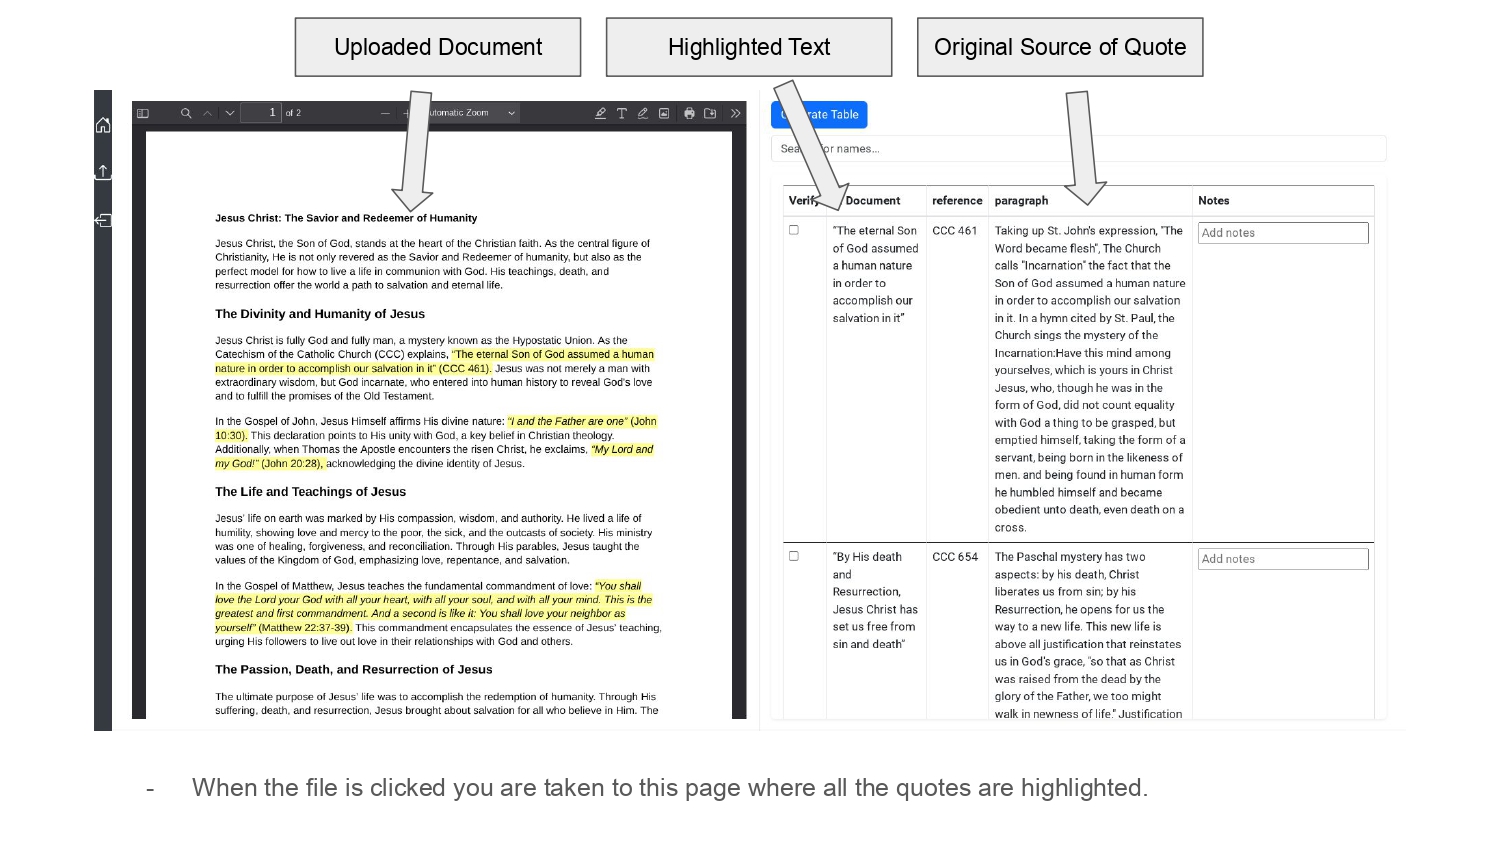 Uploaded Document
Highlighted Text
Original Source of Quote
1 of 2
Automatic Zoom
Jesus Christ: The Savior and Redeemer of Humanity
Jesus Christ, the Son of God, stands at the heart of the Christian faith. As the central figure of
Christianity, He is not only revered as the Savior and Redeemer of humanity, but also as the
perfect model for how to live a life in communion with God. His teachings, death, and
resurrection offer the world a path to salvation and eternal life.
The Divinity and Humanity of Jesus
Jesus Christ is fully God and fully man, a mystery known as the Hypostatic Union. As the
Catechism of the Catholic Church (CCC) explains, “The eternal Son of God assumed a human
nature in order to accomplish our salvation in it” (CCC 461). Jesus was not merely a man with
extraordinary wisdom, but God incarnate, who entered into human history to reveal God's love
and to fulfill the promises of the Old Testament.
In the Gospel of John, Jesus Himself affirms His divine nature: “I and the Father are one” (John
10:30). This declaration points to His unity with God, a key belief in Christian theology.
Additionally, when Thomas the Apostle encounters the risen Christ, he exclaims, “My Lord and
my God!” (John 20:28), acknowledging the divine identity of Jesus.
The Life and Teachings of Jesus
Jesus' life on earth was marked by His compassion, wisdom, and authority. He lived a life of
humility, showing love and mercy to the poor, the sick, and the outcasts of society. His ministry
was one of healing, forgiveness, and reconciliation. Through His parables, Jesus taught the
values of the Kingdom of God, emphasizing love, repentance, and salvation.
In the Gospel of Matthew, Jesus teaches the fundamental commandment of love: “You shall
love the Lord your God with all your heart, with all your soul, and with all your mind. This is the
greatest and first commandment. And a second is like it: You shall love your neighbor as
yourself” (Matthew 22:37-39). This commandment encapsulates the essence of Jesus' teaching,
urging His followers to live out love in their relationships with God and others.
The Passion, Death, and Resurrection of Jesus
The ultimate purpose of Jesus' life was to accomplish the redemption of humanity. Through His
suffering, death, and resurrection, Jesus brought about salvation for all who believe in Him. The
Generate Table
Search for names...
Verify Document reference paragraph Notes
“The eternal Son
of God assumed
a human nature
in order to
accomplish our
salvation in it”
CCC 461
Taking up St. John's expression, "The
Word became flesh", The Church
calls "Incarnation" the fact that the
Son of God assumed a human nature
in order to accomplish our salvation
in it. In a hymn cited by St. Paul, the
Church sings the mystery of the
Incarnation:Have this mind among
yourselves, which is yours in Christ
Jesus, who, though he was in the
form of God, did not count equality
with God a thing to be grasped, but
emptied himself, taking the form of a
servant, being born in the likeness of
men. and being found in human form
he humbled himself and became
obedient unto death, even death on a
cross.
Add notes
“By His death
and
Resurrection,
Jesus Christ has
set us free from
sin and death”
CCC 654
The Paschal mystery has two
aspects: by his death, Christ
liberates us from sin; by his
Resurrection, he opens for us the
way to a new life. This new life is
above all justification that reinstates
us in God's grace, "so that as Christ
was raised from the dead by the
glory of the Father, we too might
walk in newness of life." Justification
Add notes
- When the file is clicked you are taken to this page where all the quotes are highlighted.